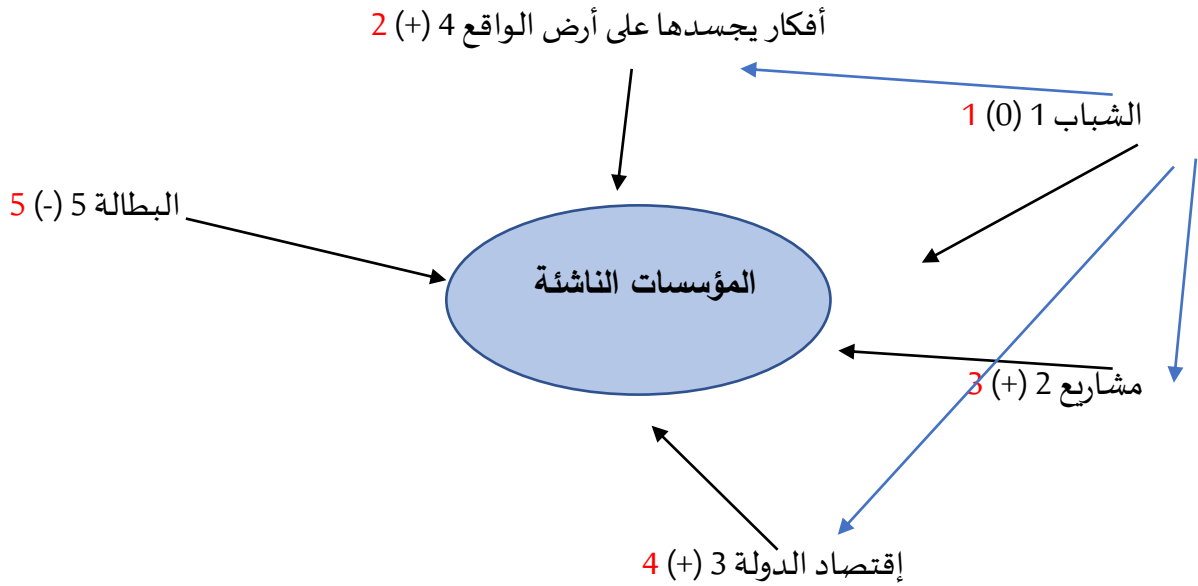 أفكار يجسدها على أرض الواقع 4 (+) 2
الشباب 1 (0) 1
البطالة 5 (-) 5
المؤسسات الناشئة
مشاريع 2 (+) 3
إقتصاد الدولة 3 (+) 4